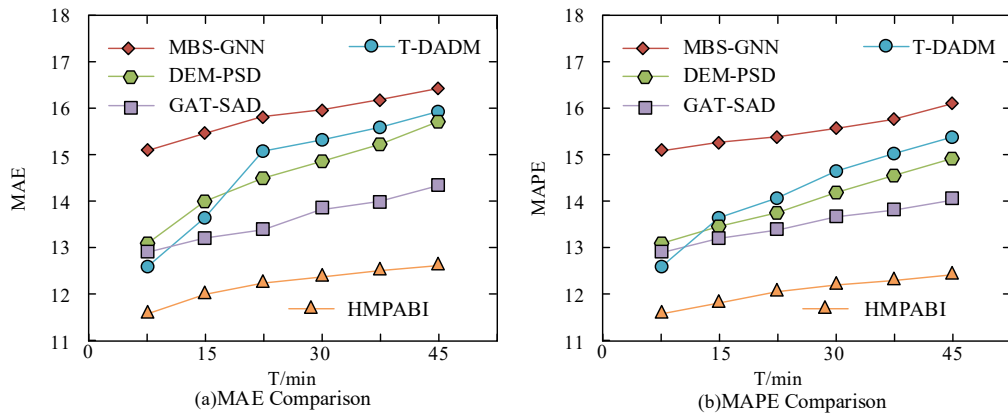 18
17
16
15
14
13
12
11
MAE
MBS-GNN
DEM-PSD
GAT-SAD
T-DADM
HMPABI
0
15
30
45
T/min
(a)MAE Comparison
18
17
16
15
14
13
12
11
MAPE
MBS-GNN
DEM-PSD
GAT-SAD
T-DADM
HMPABI
0
15
30
45
T/min
(b)MAPE Comparison